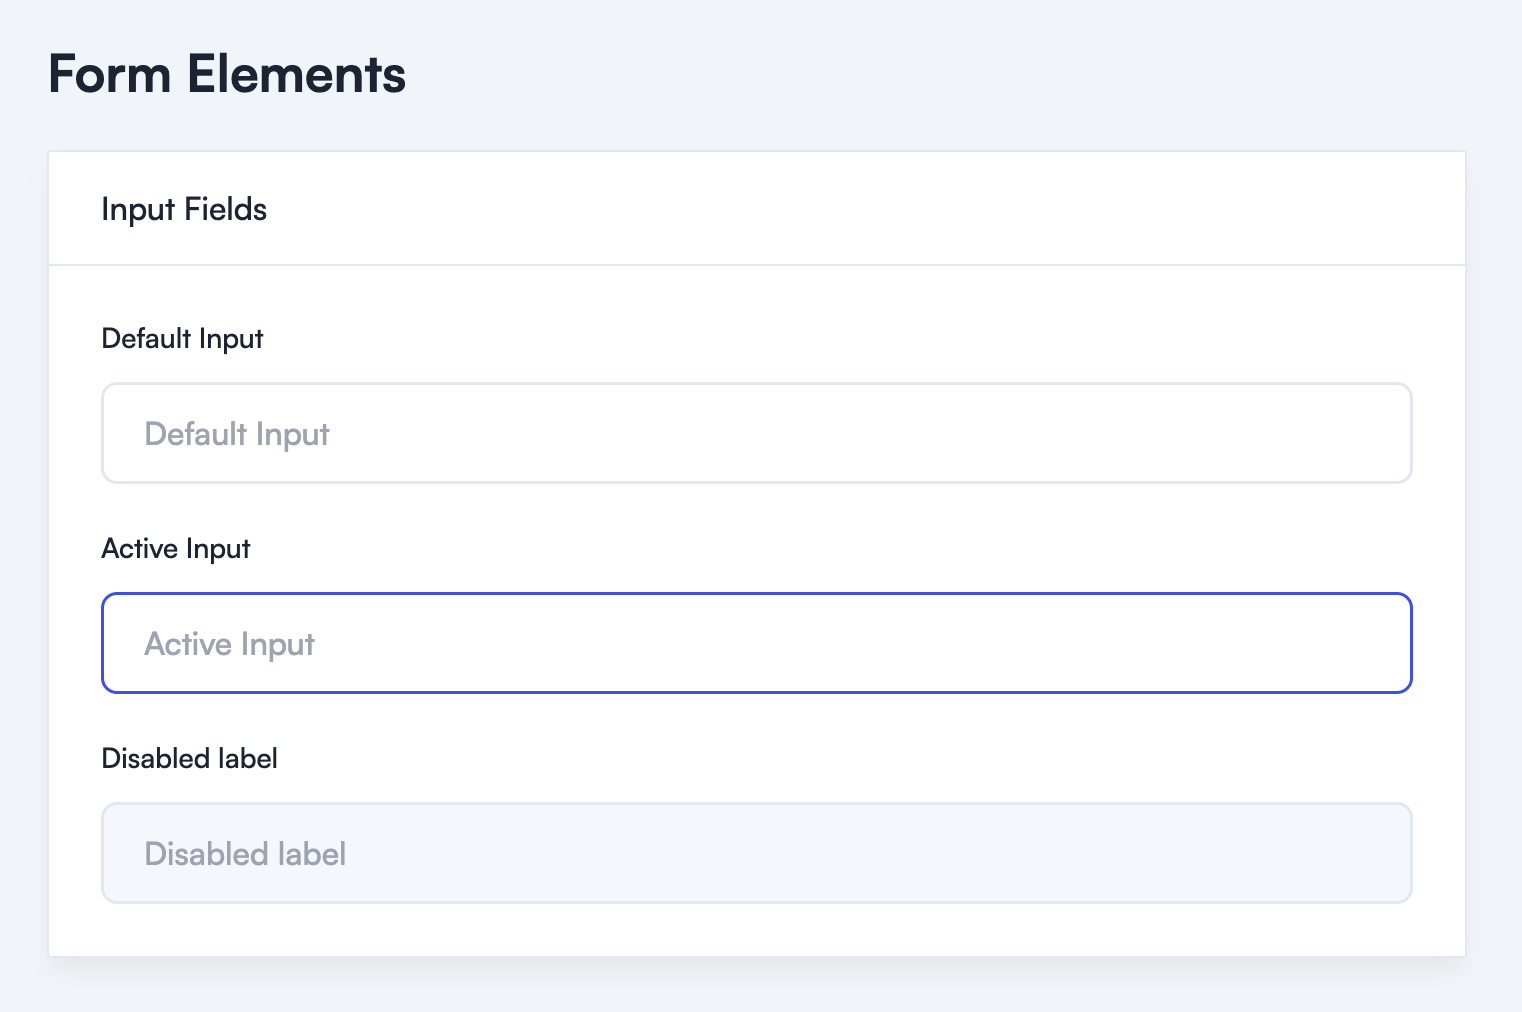 Form Elements
Input Fields
Default Input
Default Input
Active Input
Active Input
Disabled label
Disabled label